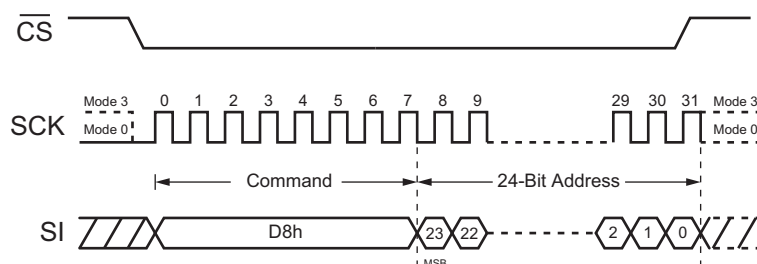 CS
0 1 2 3 4 5 6 7 8 9 29 30 31
Mode 3 Mode 3
SCK
Mode 0 Mode 0
Command 24-Bit Address
SI D8h 23 22 2 1 0
MSB